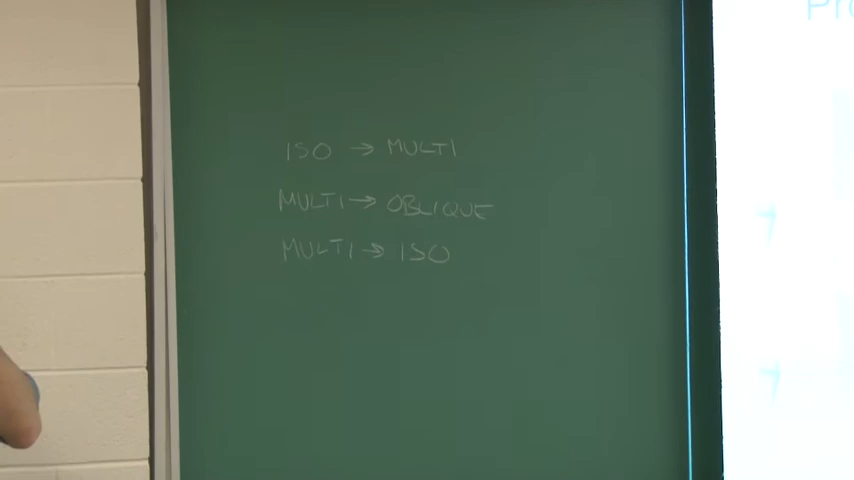 ISO → MULTI
MULTI → OBLIQUE
MULTI → ISO